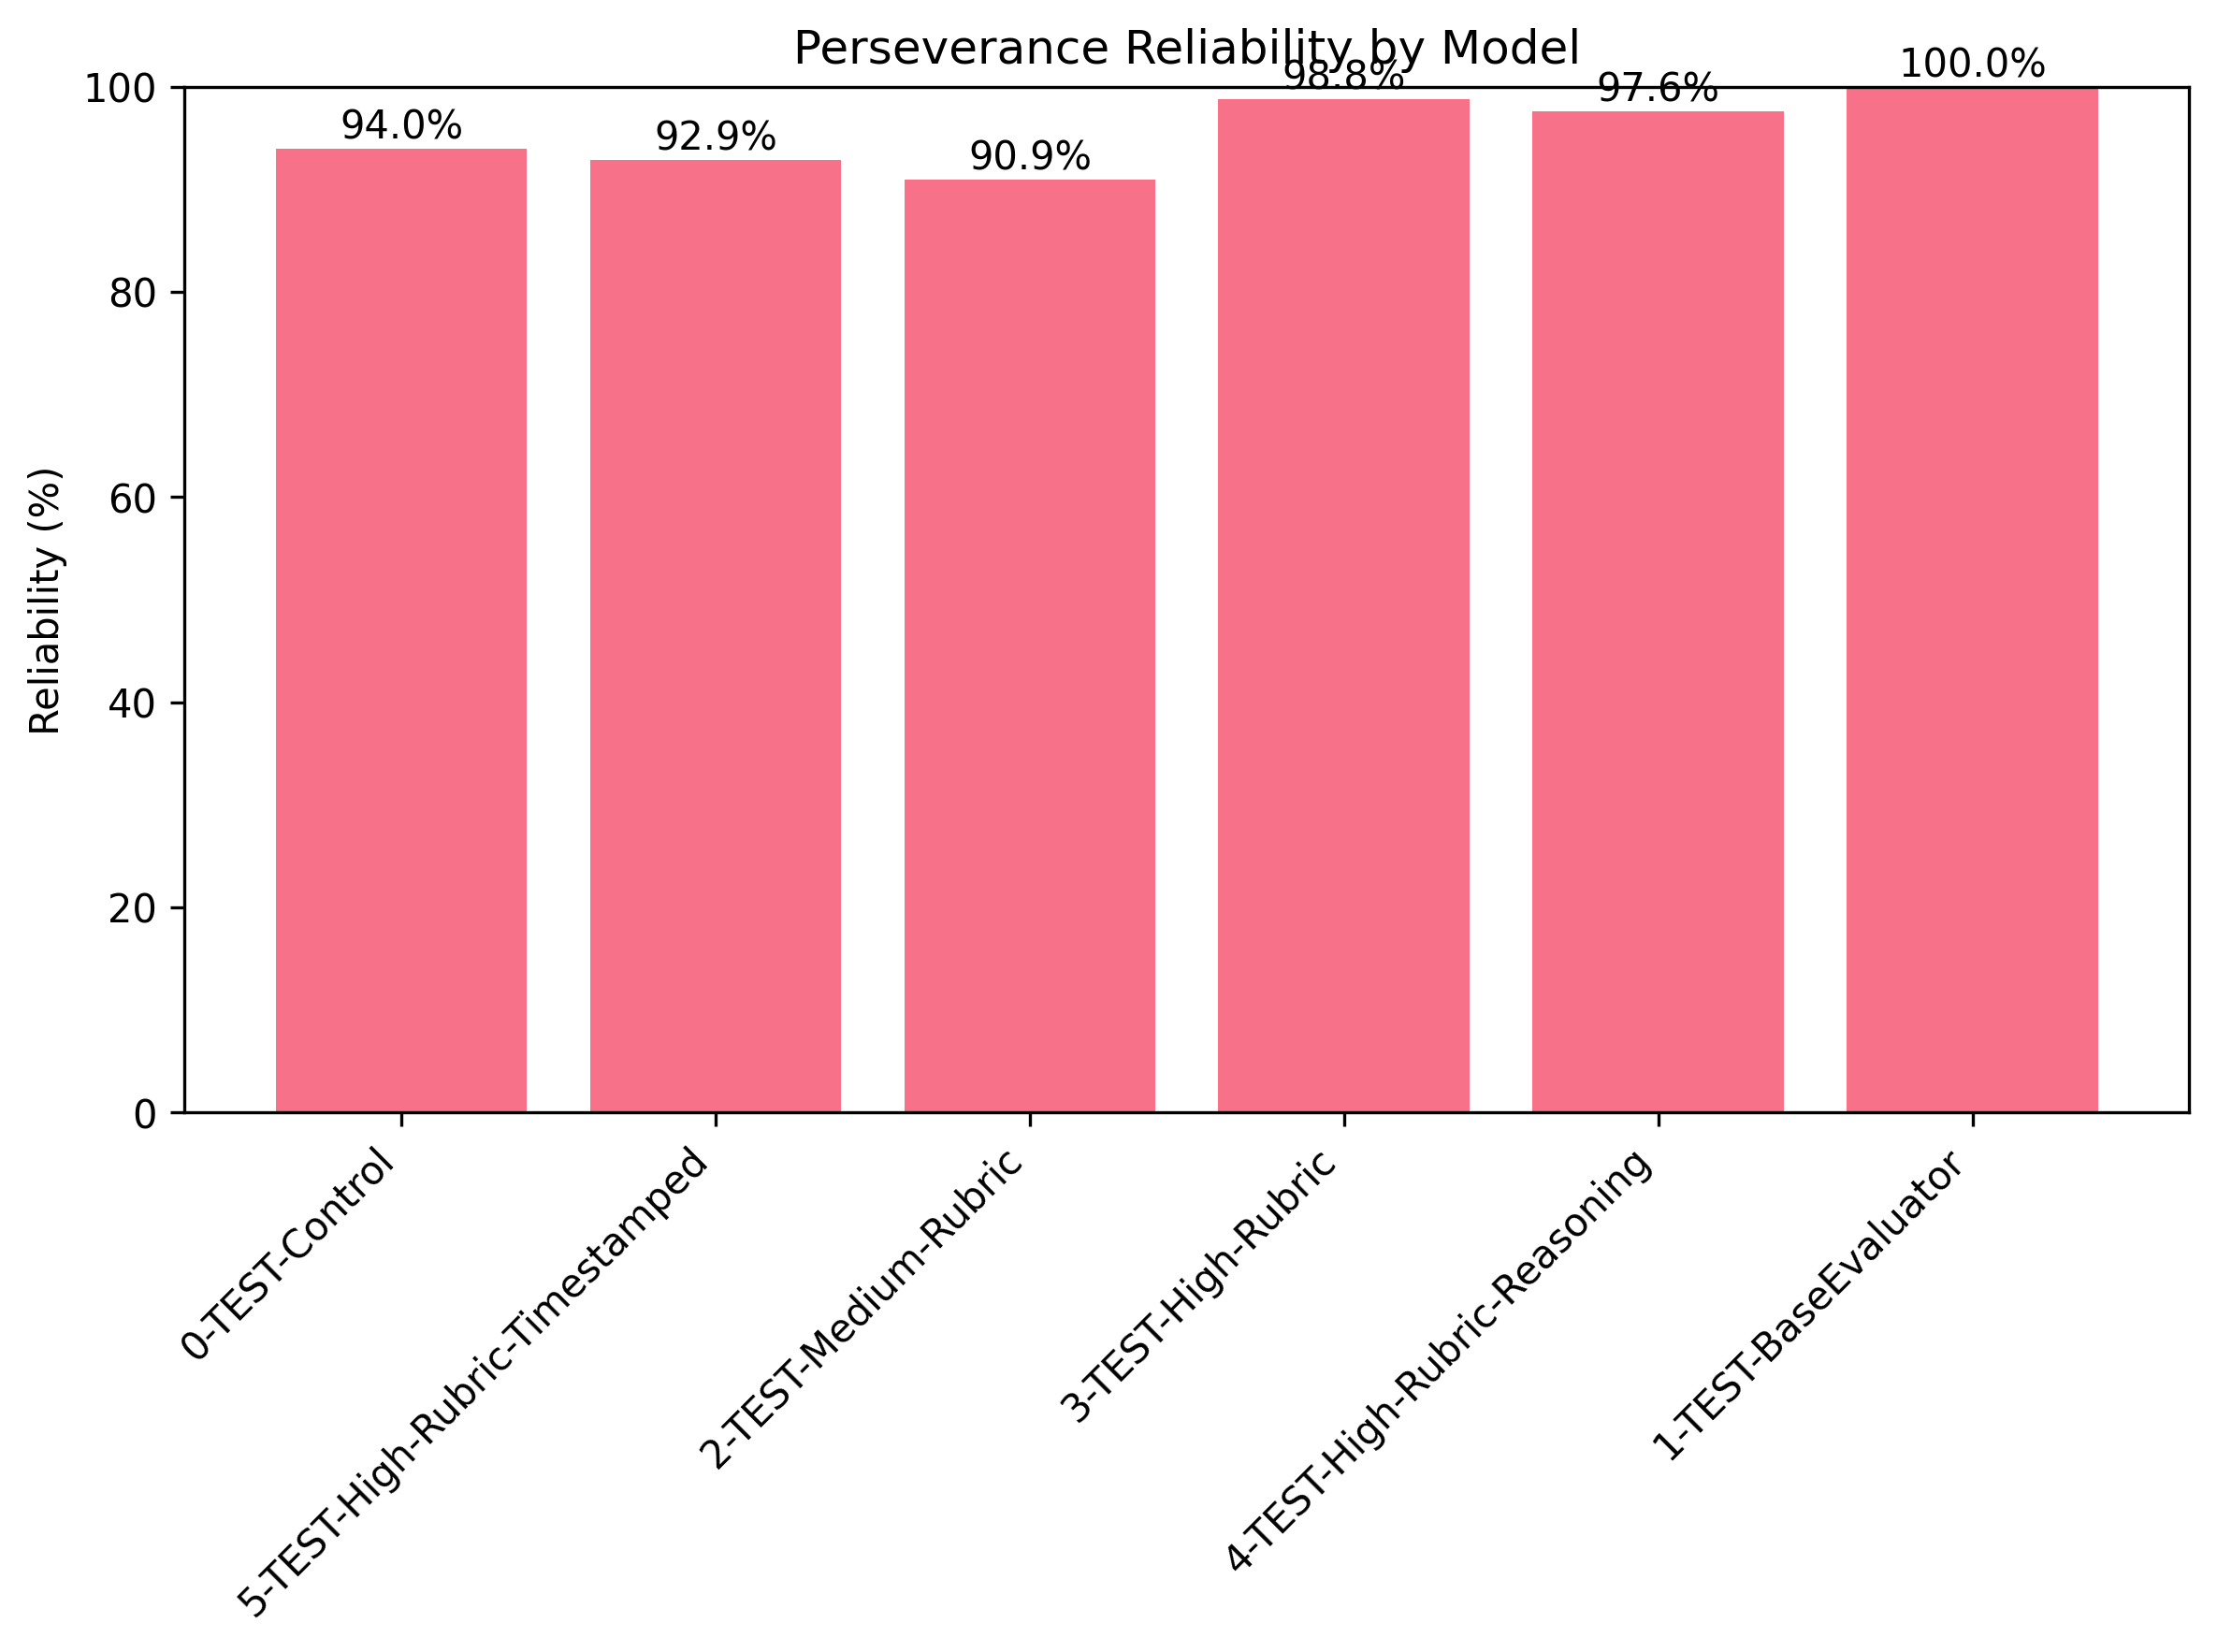 Perseverance Reliability by Model
Reliability (%)
100
80
60
40
20
0
94.0%
92.9%
90.9%
98.8%
97.6%
100.0%
0-TEST-Control
5-TEST-High-Rubric-Timestamped
2-TEST-Medium-Rubric
3-TEST-High-Rubric
4-TEST-High-Rubric-Reasoning
1-TEST-BaseEvaluator